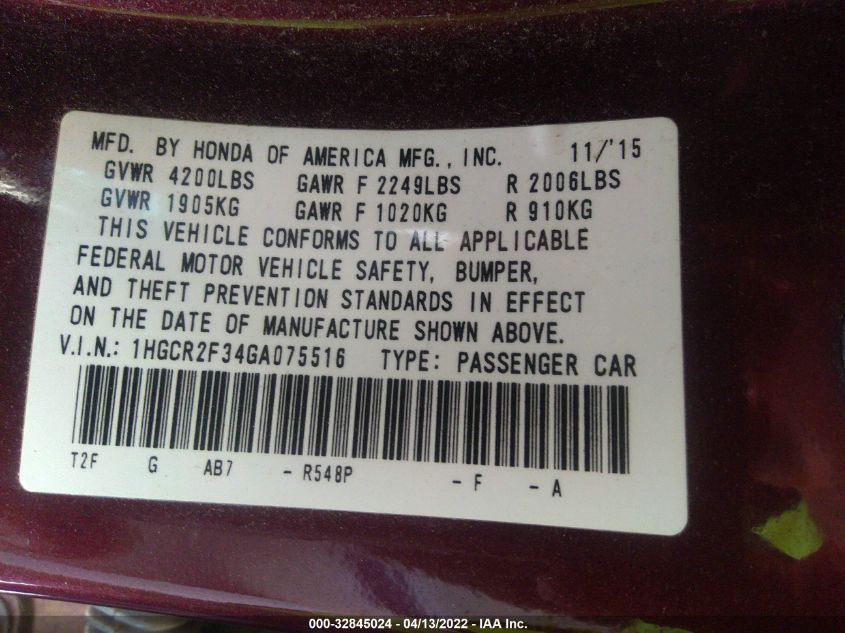 MFD. BY HONDA OF AMERICA MFG., INC. 11/'15
GVWR 4200LBS GAWR F 2249LBS R 2006LBS
GVWR 1905KG GAWR F 1020KG R 910KG
THIS VEHICLE CONFORMS TO ALL APPLICABLE
FEDERAL MOTOR VEHICLE SAFETY, BUMPER,
AND THEFT PREVENTION STANDARDS IN EFFECT
ON THE DATE OF MANUFACTURE SHOWN ABOVE.
V.I.N.: 1HGCR2F34GA075516 TYPE: PASSENGER CAR
T2F G AB7 - R548P - F - A
000-32845024 - 04/13/2022 - IAA Inc.